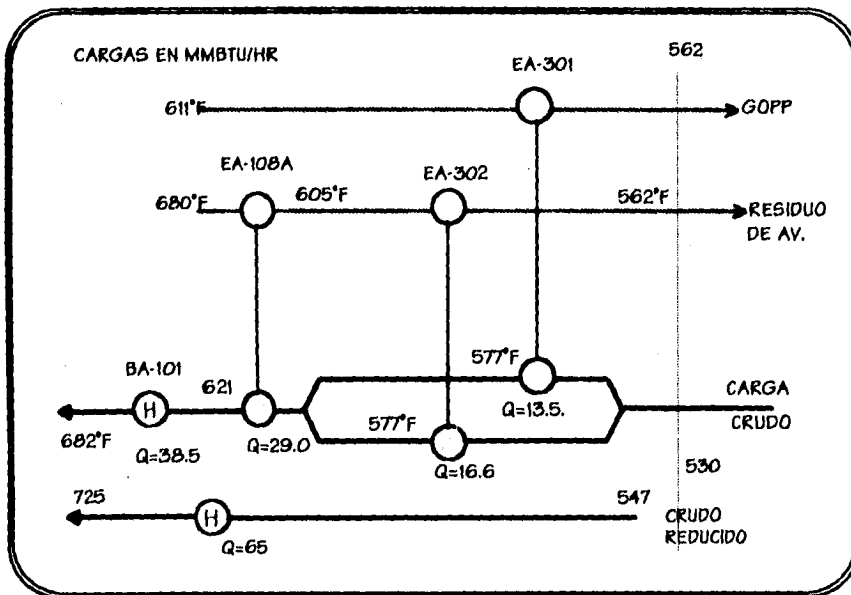 CARGAS EN MMBTU/HR
EA-301
562
611°F
GOPP
EA-108A
EA-302
680°F
605°F
562°F
RESIDUO
DE AV.
BA-101
621
577°F
577°F
CARGA
CRUDO
H
682°F
Q=38.5
Q=29.0
Q=13.5.
Q=16.6
530
725
547
H
CRUDO
REDUCIDO
Q=65